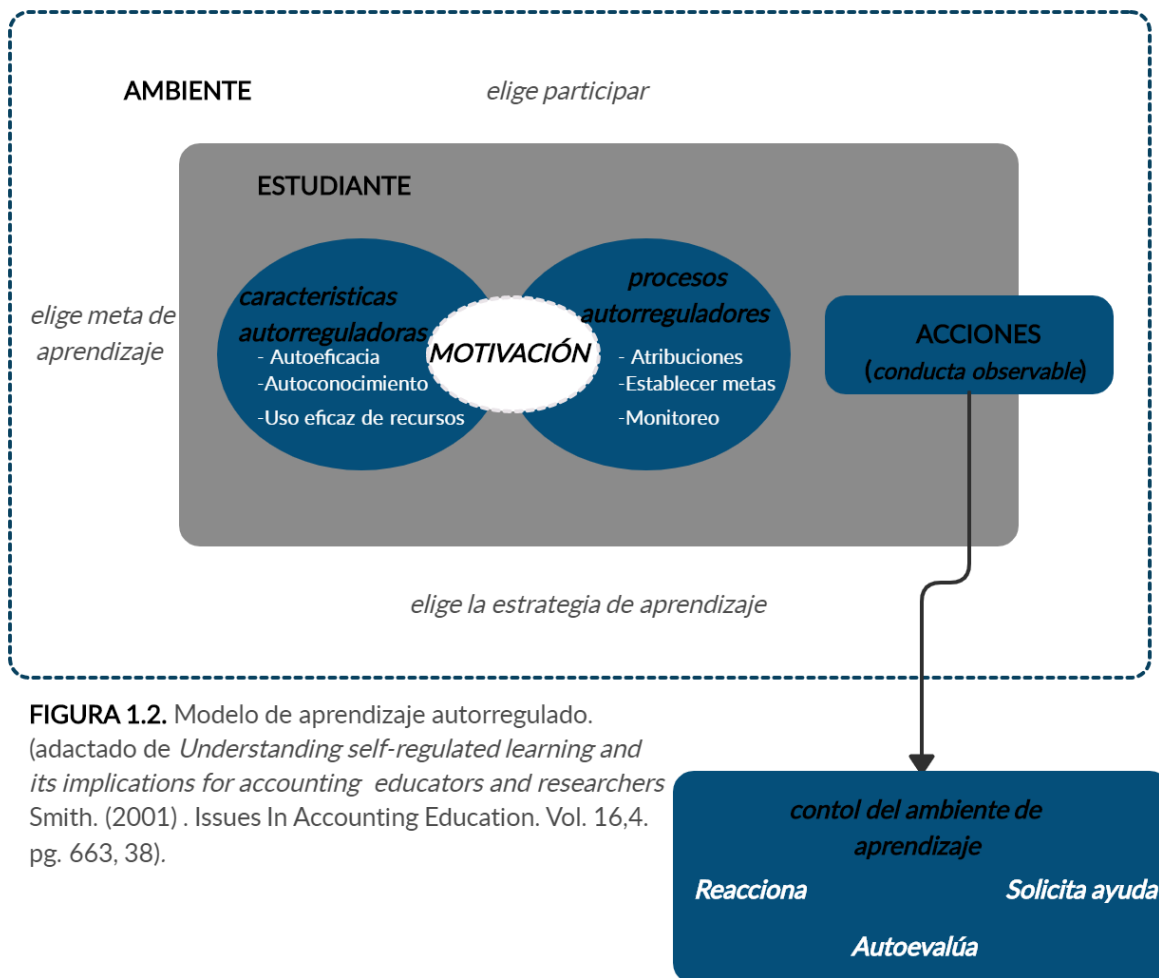 AMBIENTE
elige participar
ESTUDIANTE
elige meta de
aprendizaje
caracteristicas
autorreguladoras
- Autoeficacia
-Autoconocimiento
-Uso eficaz de recursos
MOTIVACIÓN
procesos
autorreguladores
- Atribuciones
-Establecer metas
-Monitoreo
ACCIONES
(conducta observable)
elige la estrategia de aprendizaje
FIGURA 1.2. Modelo de aprendizaje autorregulado.
(adactado de Understanding self-regulated learning and
its implications for accounting educators and researchers
Smith. (2001) . Issues In Accounting Education. Vol. 16,4.
pg. 663, 38).
contol del ambiente de
aprendizaje
Reacciona
Solicita ayuda
Autoevalúa